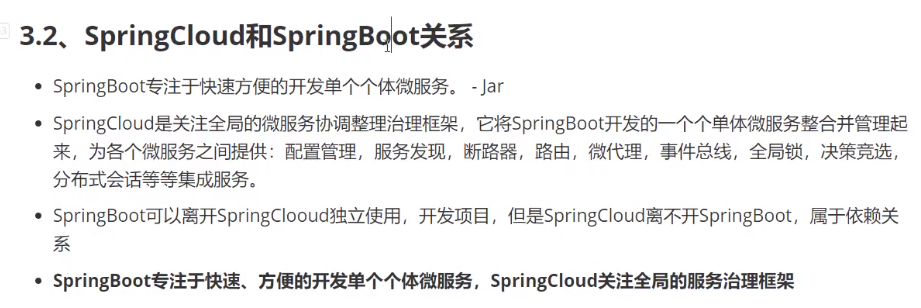 3.2、SpringCloud和SpringBoot关系
SpringBoot专注于快速方便的开发单个个体微服务。 - Jar
SpringCloud是关注全局的微服务协调整理治理框架，它将SpringBoot开发的一个个单体微服务整合并管理起
来，为各个微服务之间提供：配置管理，服务发现，断路器，路由，微代理，事件总线，全局锁，决策竞选，
分布式会话等等集成服务。
SpringBoot可以离开SpringClooud独立使用，开发项目，但是SpringCloud离不开SpringBoot，属于依赖关
系
SpringBoot专注于快速、方便的开发单个个体微服务，SpringCloud关注全局的服务治理框架